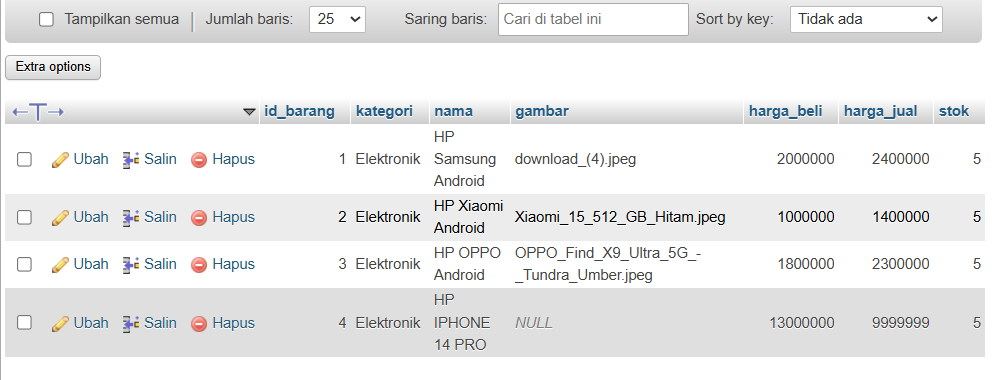 Tampilkan semua | Jumlah baris: 25 Saring baris: Cari di tabel ini Sort by key: Tidak ada
Extra options
←T→ id_barang kategori nama gambar harga_beli harga_jual stok
HP
Ubah Salin Hapus 1 Elektronik Samsung download_(4).jpeg 2000000 2400000 5
Android
Ubah Salin Hapus 2 Elektronik HP Xiaomi Xiaomi_15_512_GB_Hitam.jpeg 1000000 1400000 5
Android
Ubah Salin Hapus 3 Elektronik HP OPPO OPPO_Find_X9_Ultra_5G_- 1800000 2300000 5
Android _Tundra_Umber.jpeg
HP
Ubah Salin Hapus 4 Elektronik IPHONE NULL 13000000 9999999 5
14 PRO